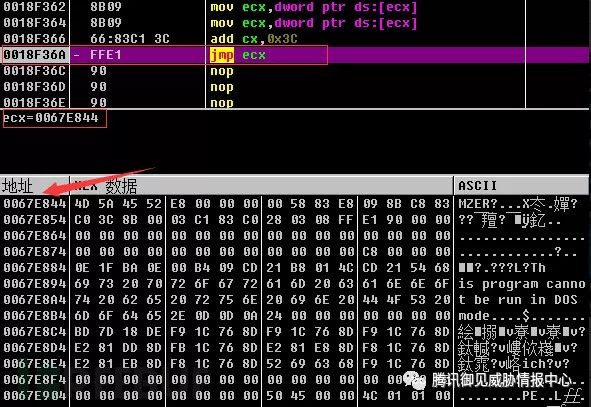 0018F362 8B09 mov ecx,dword ptr ds:[ecx]
0018F364 8B09 mov ecx,dword ptr ds:[ecx]
0018F366 66:83C1 3C add cx,0x3C
0018F36A - FFE1 jmp ecx
0018F36C 90 nop
0018F36D 90 nop
0018F36E 90 nop
ecx=0067E844
地址 HEX 数据 ASCII
0067E844 4D 5A 45 52 E8 00 00 00 00 58 83 E8 09 8B C8 83 MZER?...X
0067E854 C0 3C 8B 00 03 C1 83 C0 28 03 08 FF E1 90 00 00
0067E864 00 00 00 00 00 00 00 00 00 00 00 00 00 00 00 00 ................
0067E874 00 00 00 00 00 00 00 00 00 00 00 00 C8 00 00 00 ............?..
0067E884 0E 1F BA 0E 00 B4 09 CD 21 B8 01 4C CD 21 54 68 ?.???L?Th
0067E894 69 73 20 70 72 6F 67 72 61 6D 20 63 61 6E 6E 6F is program canno
0067E8A4 74 20 62 65 20 72 75 6E 20 69 6E 20 44 4F 53 20 t be run in DOS
0067E8B4 6D 6F 64 65 2E 0D 0D 0A 24 00 00 00 00 00 00 00 mode....$.......
0067E8C4 BD 7D 18 DE F9 1C 76 8D F9 1C 76 8D F9 1C 76 8D
0067E8D4 E2 81 DD 8D FB 1C 76 8D E2 81 E8 8D F8 1C 76 8D
0067E8E4 E2 81 EB 8D F8 1C 76 8D 52 69 63 68 F9 1C 76 8D ich?v
0067E8F4 00 00 00 00 00 00 00 00 00 00 00
0067E904 00 00 00 00 00 00 00 00 50 45 00 00 4C 01 01 00 ........PE..L
腾讯御见威胁情报中心